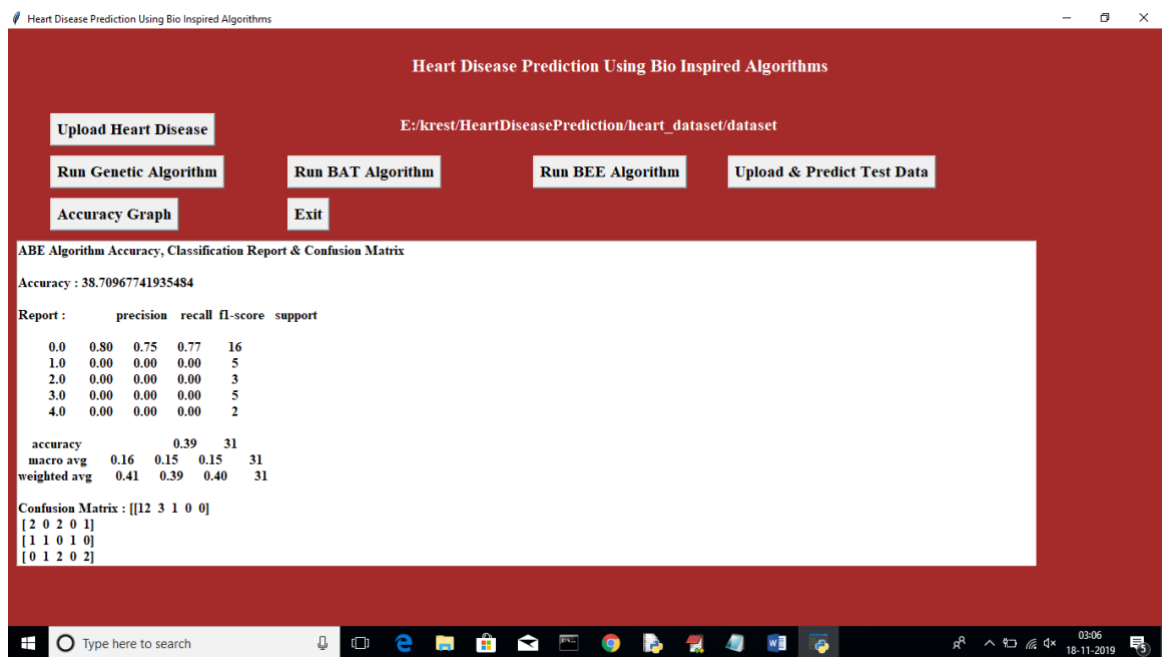 Heart Disease Prediction Using Bio Inspired Algorithms
Heart Disease Prediction Using Bio Inspired Algorithms
Upload Heart Disease
E:/krest/HeartDiseasePrediction/heart_dataset/dataset
Run Genetic Algorithm
Run BAT Algorithm
Run BEE Algorithm
Upload & Predict Test Data
Accuracy Graph
Exit
ABE Algorithm Accuracy, Classification Report & Confusion Matrix
Accuracy : 38.70967741935484
Report : precision recall f1-score support
0.0 0.80 0.75 0.77 16
1.0 0.00 0.00 0.00 5
2.0 0.00 0.00 0.00 3
3.0 0.00 0.00 0.00 5
4.0 0.00 0.00 0.00 2
accuracy 0.39 31
macro avg 0.16 0.15 0.15 31
weighted avg 0.41 0.39 0.40 31
Confusion Matrix : [[12 3 1 0 0]
[ 2 0 2 0 1]
[ 1 1 0 1 0]
[ 0 1 2 0 2]
Type here to search
03:06
18-11-2019
5